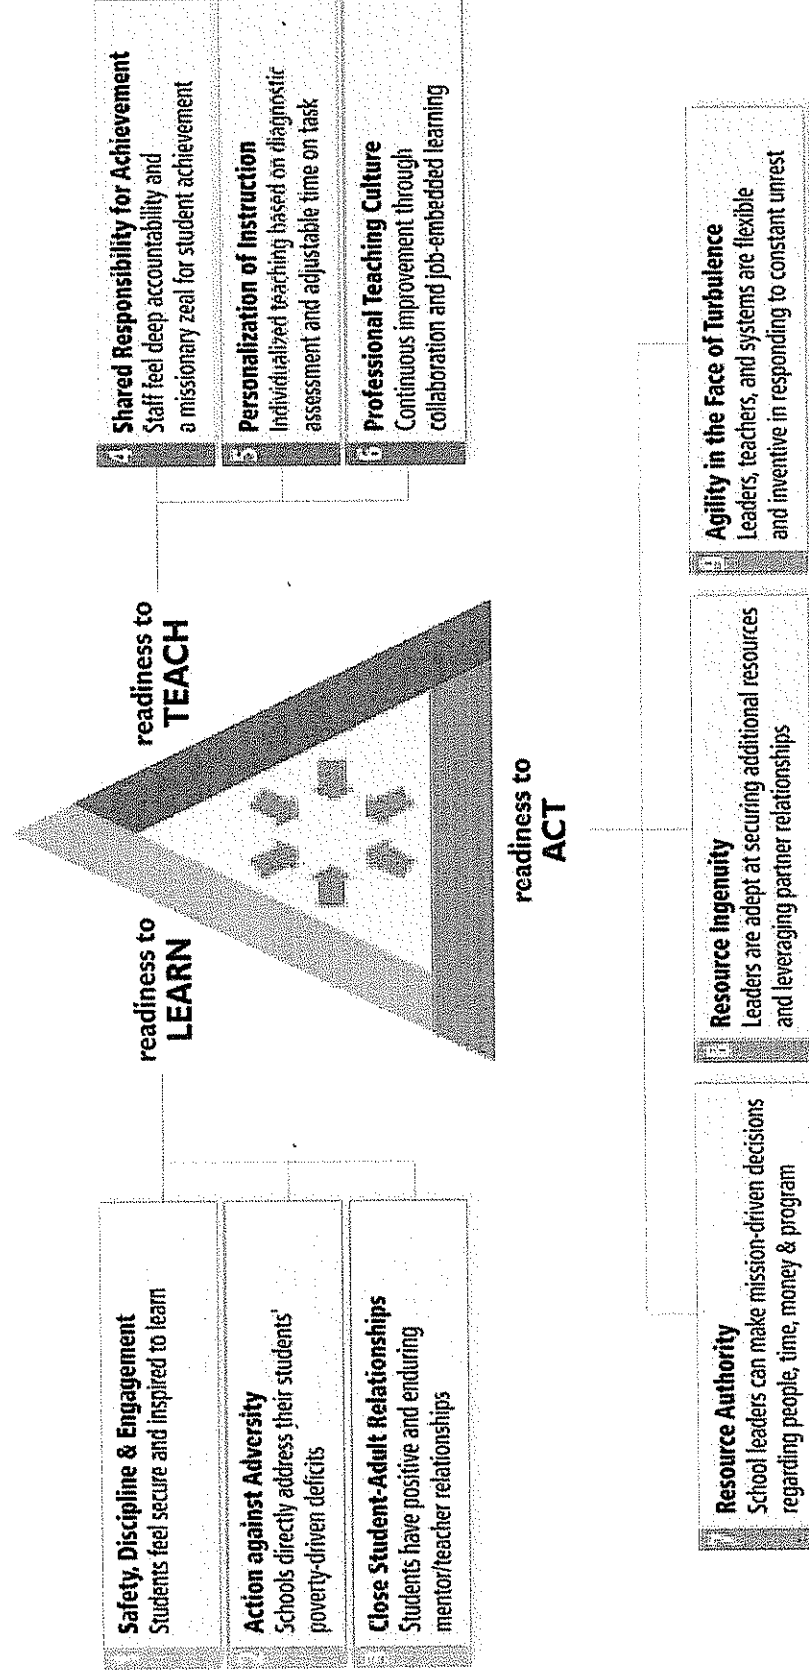 readiness to
LEARN
1
Safety, Discipline & Engagement
Students feel secure and inspired to learn
2
Action against Adversity
Schools directly address their students'
poverty-driven deficits
3
Close Student-Adult Relationships
Students have positive and enduring
mentor/teacher relationships
readiness to
TEACH
4
Shared Responsibility for Achievement
Staff feel deep accountability and
a missionary zeal for student achievement
5
Personalization of Instruction
Individualized teaching based on diagnostic
assessment and adjustable time on task
6
Professional Teaching Culture
Continuous improvement through
collaboration and job-embedded learning
readiness to
ACT
7
Resource Authority
School leaders can make mission-driven decisions
regarding people, time, money & program
8
Resource Ingenuity
Leaders are adept at securing additional resources
and leveraging partner relationships
9
Agility in the Face of Turbulence
Leaders, teachers, and systems are flexible
and inventive in responding to constant unrest